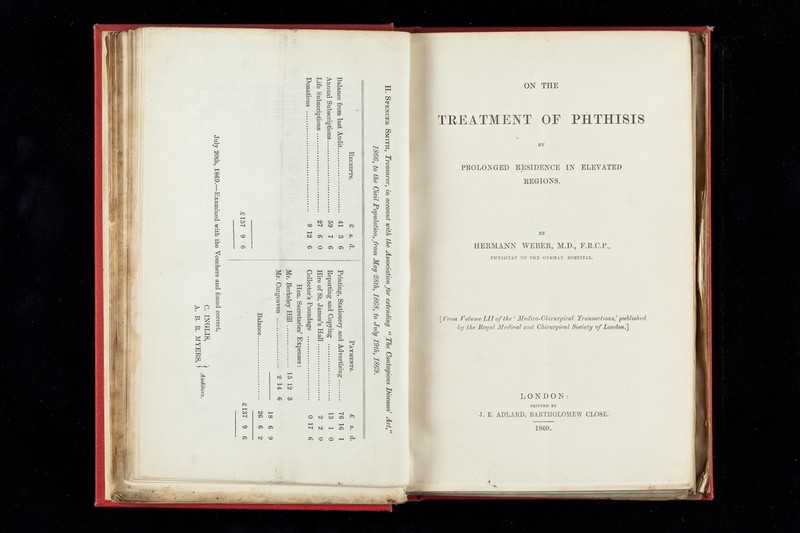 H. SPENCER SMITH, Treasurer, in account with the Association for extending "The Contagious Diseases' Act,"
1866, to the Civil Population, from May 28th, 1868, to July 19th, 1869.
RECEIPTS. £ s. d.
Balance from last Audit 41 3 6
Annual Subscriptions 59 7 6
Life Subscriptions 27 6 0
Donations 9 12 6
£137 9 6
PAYMENTS. £ s. d.
Printing, Stationery and Advertising 76 16 1
Reporting and Copying 13 1 0
Hire of St. James's Hall 2 2 0
Collector's Poundage 0 17 6
Hon. Secretaries' Expenses:
Mr. Berkeley Hill 15 12 3
Mr. Curgenven 2 14 6
18 6 9
Balance 26 6 2
£137 9 6
July 20th, 1869.—Examined with the Vouchers and found correct,
C. INGLIS,
A. B. R. MYERS, } Auditors.
ON THE
TREATMENT OF PHTHISIS
BY
PROLONGED RESIDENCE IN ELEVATED
REGIONS.
BY
HERMANN WEBER, M.D., F.R.C.P.,
PHYSICIAN TO THE GERMAN HOSPITAL.
[From Volume LII of the 'Medico-Chirurgical Transactions,' published
by the Royal Medical and Chirurgical Society of London.]
LONDON:
PRINTED BY
J. E. ADLARD, BARTHOLOMEW CLOSE.
1869.